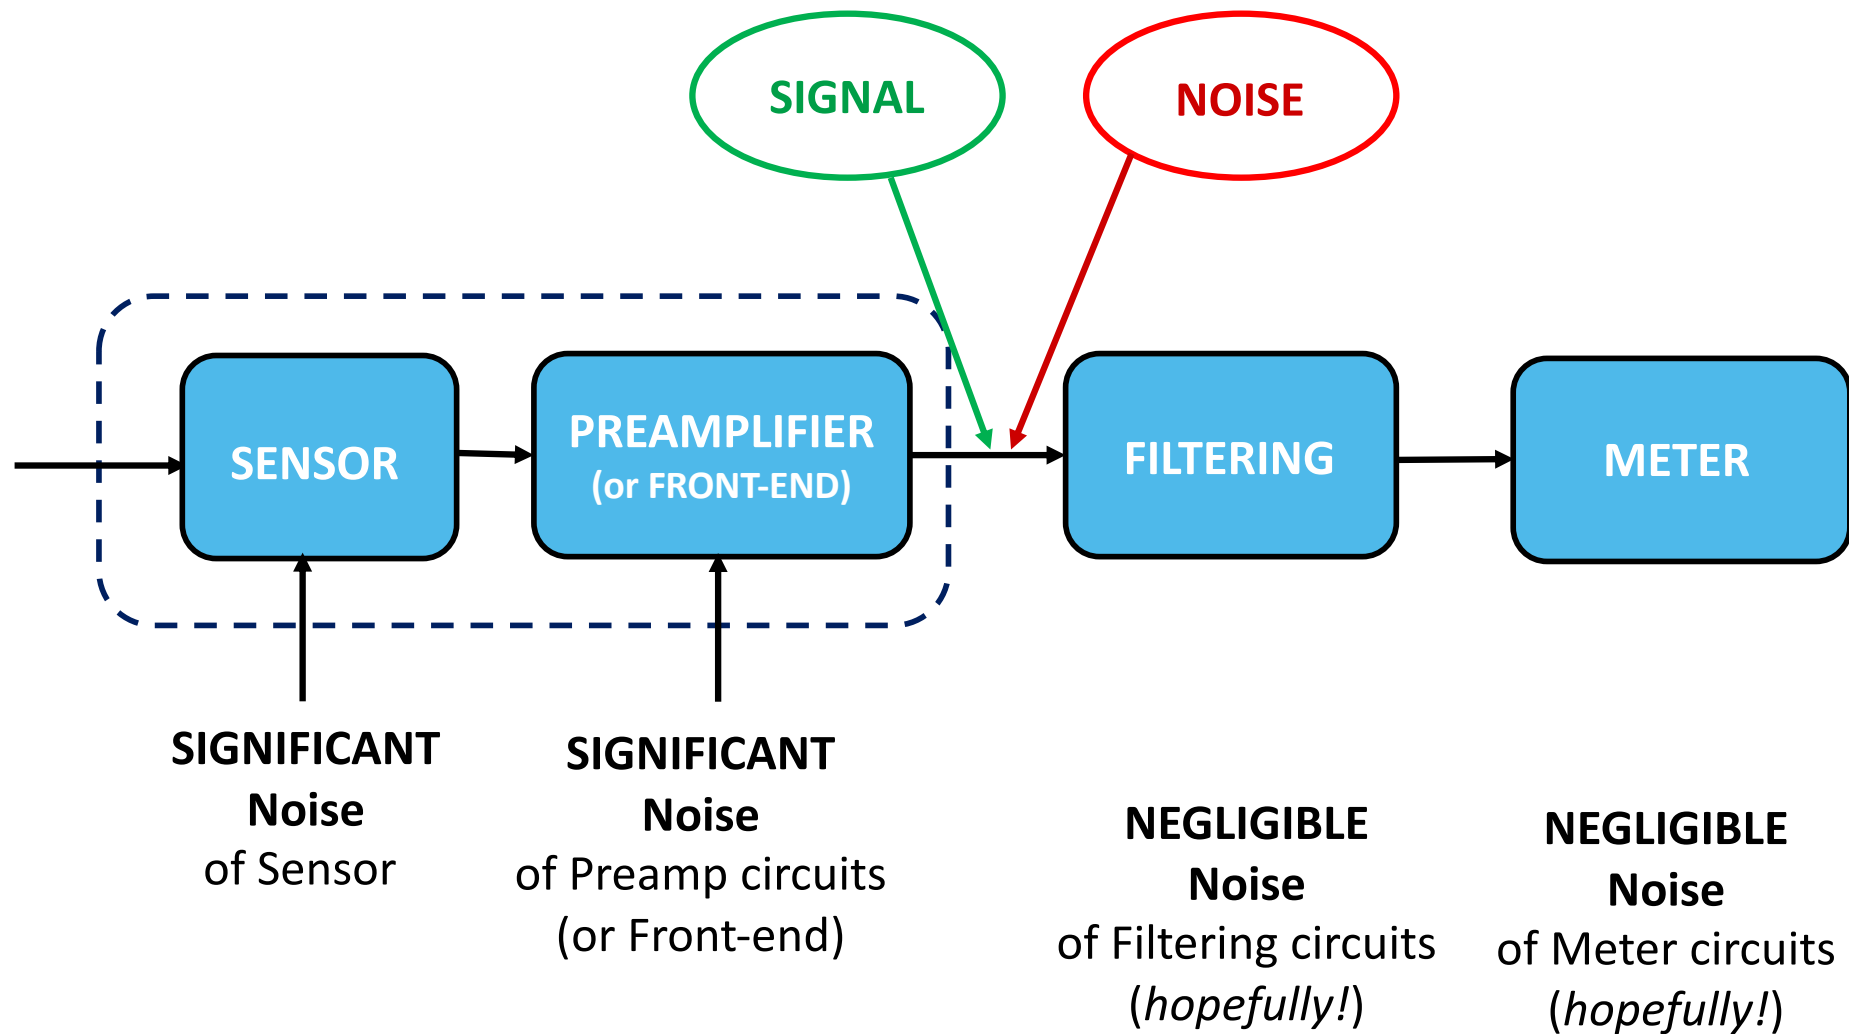 SIGNAL
NOISE
SENSOR
PREAMPLIFIER
(or FRONT-END)
FILTERING
METER
SIGNIFICANT
Noise
of Sensor
SIGNIFICANT
Noise
of Preamp circuits
(or Front-end)
NEGLIGIBLE
Noise
of Filtering circuits
(hopefully!)
NEGLIGIBLE
Noise
of Meter circuits
(hopefully!)